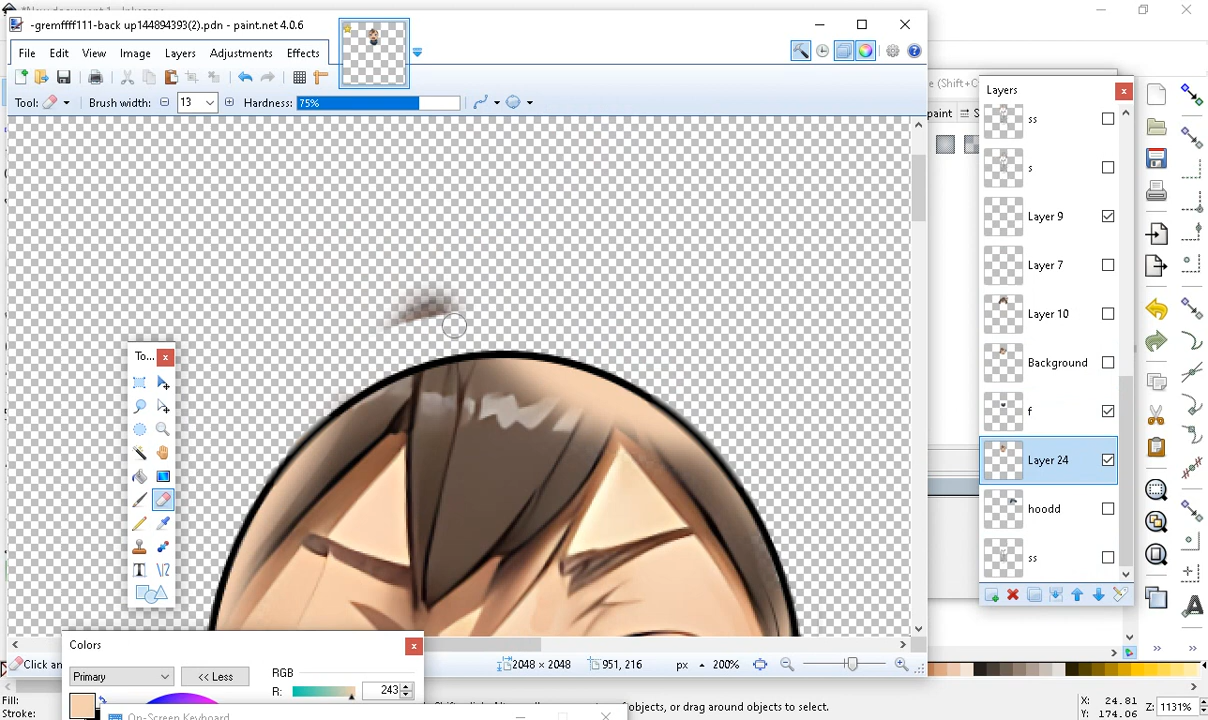 -gremffff111-back up144894393(2).pdn - paint.net 4.0.6
File Edit View Image Layers Adjustments Effects
Tool: Brush width: 13 Hardness: 75%
(Shift+C
paint
Layers
ss
s
Layer 9
Layer 7
Layer 10
Background
f
Layer 24
hoodd
ss
To...
Colors
Primary << Less RGB
R: 243
Click an
2048 × 2048 951, 216 px 200%
On-Screen Keyboard
Fill:
Stroke:
objects, or drag around objects to select.
X: 24.81
Y: 174.06
Z: 1131%